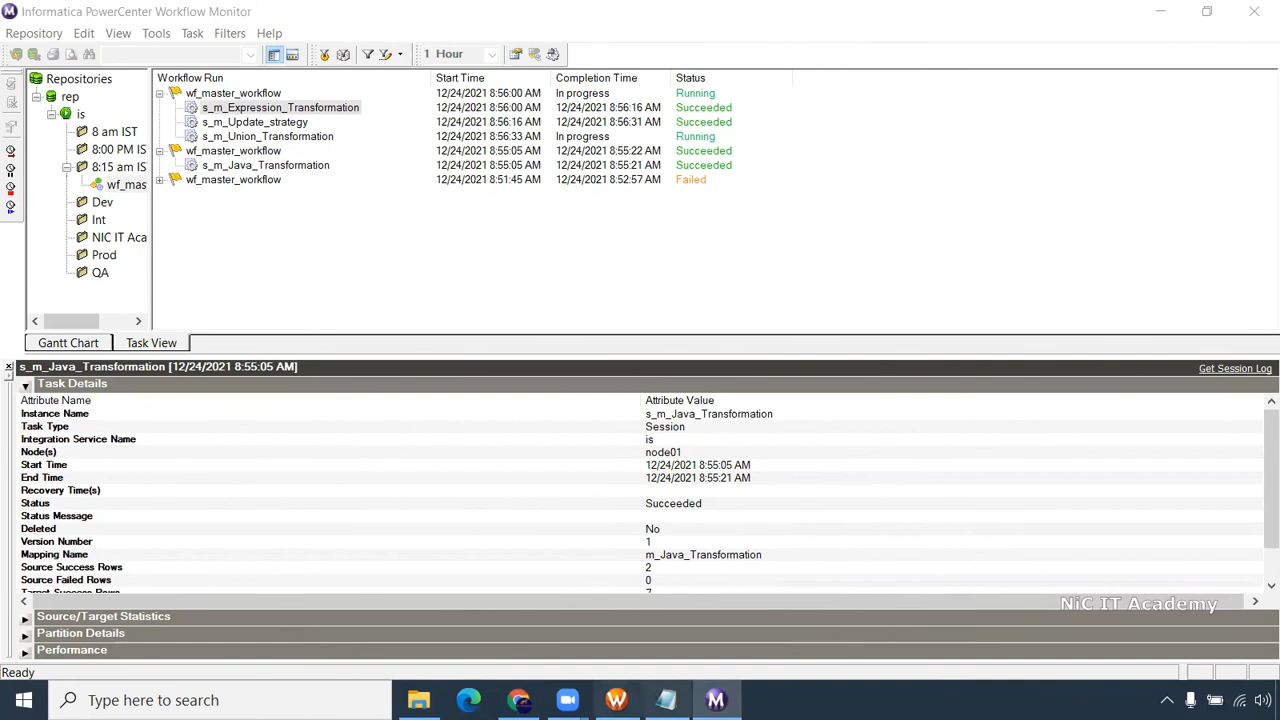 Informatica PowerCenter Workflow Monitor
Repository Edit View Tools Task Filters Help
1 Hour
Repositories
rep
is
8 am IST
8:00 PM IS
8:15 am IS
wf_mas
Dev
Int
NIC IT Aca
Prod
QA
Workflow Run Start Time Completion Time Status
wf_master_workflow 12/24/2021 8:56:00 AM In progress Running
s_m_Expression_Transformation 12/24/2021 8:56:00 AM 12/24/2021 8:56:16 AM Succeeded
s_m_Update_strategy 12/24/2021 8:56:16 AM 12/24/2021 8:56:31 AM Succeeded
s_m_Union_Transformation 12/24/2021 8:56:33 AM In progress Running
wf_master_workflow 12/24/2021 8:55:05 AM 12/24/2021 8:55:22 AM Succeeded
s_m_Java_Transformation 12/24/2021 8:55:05 AM 12/24/2021 8:55:21 AM Succeeded
wf_master_workflow 12/24/2021 8:51:45 AM 12/24/2021 8:52:57 AM Failed
Gantt Chart Task View
s_m_Java_Transformation [12/24/2021 8:55:05 AM] Get Session Log
Task Details
Attribute Name Attribute Value
Instance Name s_m_Java_Transformation
Task Type Session
Integration Service Name is
Node(s) node01
Start Time 12/24/2021 8:55:05 AM
End Time 12/24/2021 8:55:21 AM
Recovery Time(s)
Status Succeeded
Status Message
Deleted No
Version Number 1
Mapping Name m_Java_Transformation
Source Success Rows 2
Source Failed Rows 0
Target Success Rows 7
NiC IT Academy
Source/Target Statistics
Partition Details
Performance
Ready
Type here to search